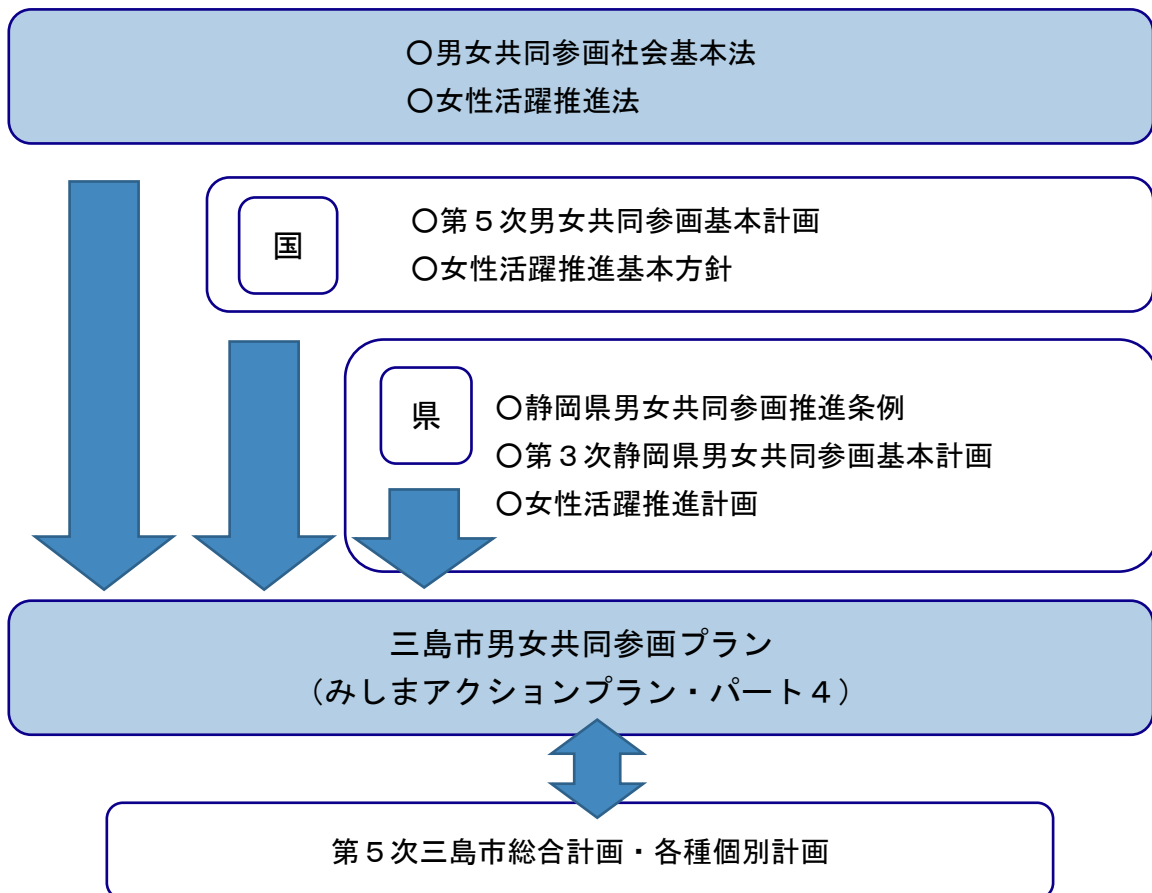 〇男女共同参画社会基本法
〇女性活躍推進法
国
〇第５次男女共同参画基本計画
〇女性活躍推進基本方針
県
〇静岡県男女共同参画推進条例
〇第３次静岡県男女共同参画基本計画
〇女性活躍推進計画
三島市男女共同参画プラン
（みしまアクションプラン・パート４）
第５次三島市総合計画・各種個別計画